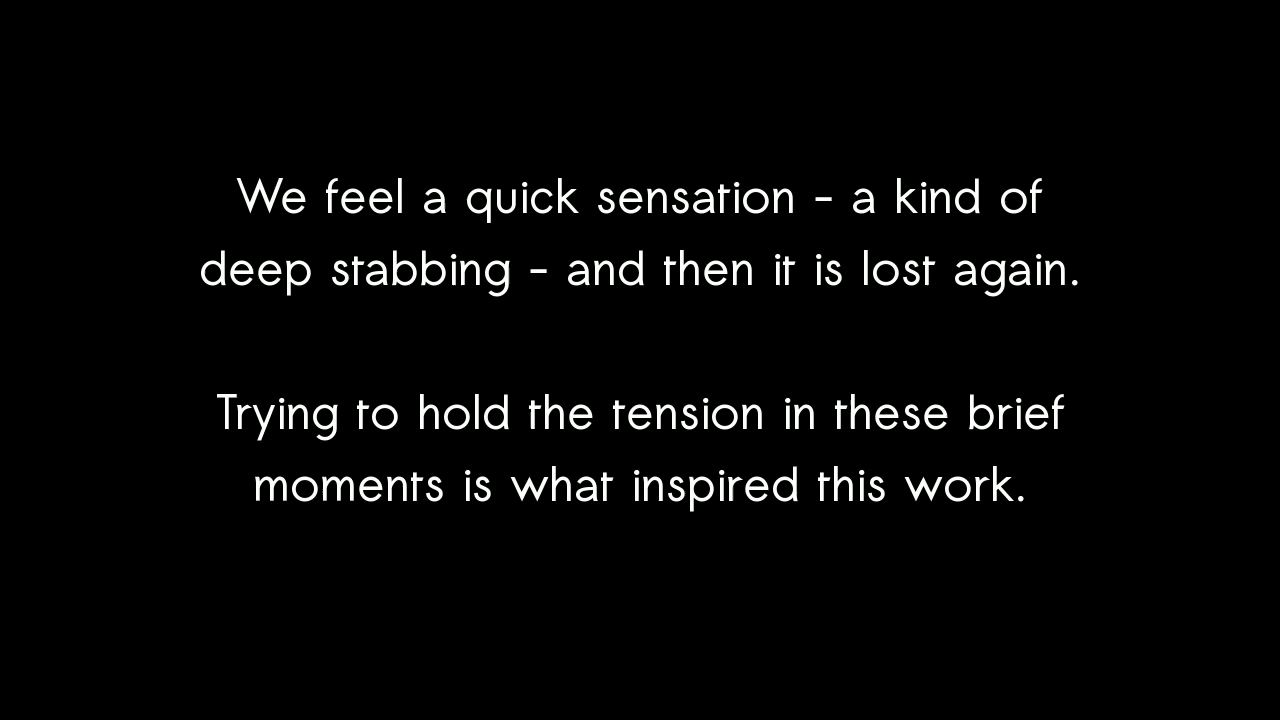 We feel a quick sensation - a kind of
deep stabbing - and then it is lost again.
Trying to hold the tension in these brief
moments is what inspired this work.